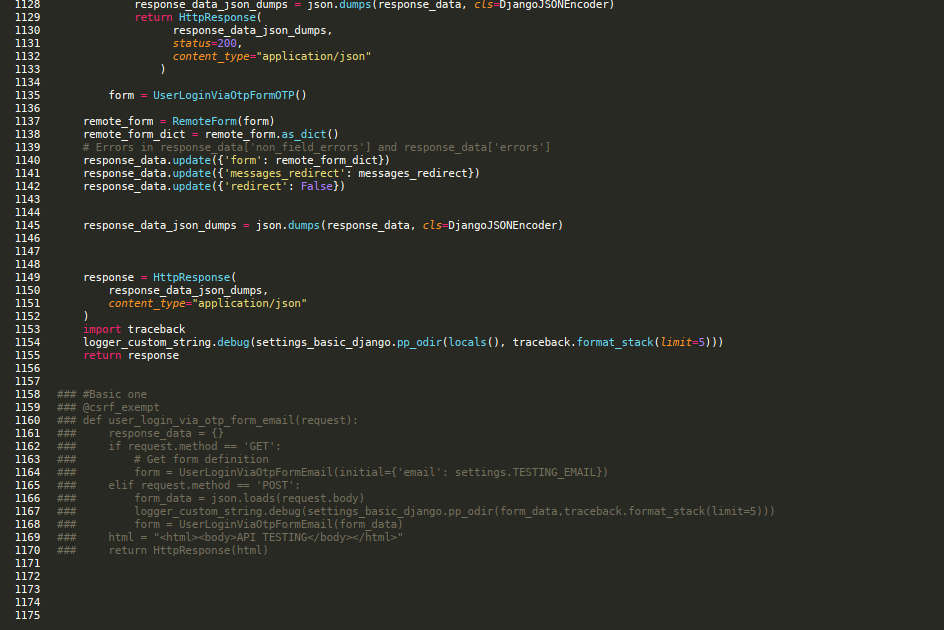 1128 response_data_json_dumps = json.dumps(response_data, cls=DjangoJSONEncoder)
1129 return HttpResponse(
1130 response_data_json_dumps,
1131 status=200,
1132 content_type="application/json"
1133 )
1134
1135 form = UserLoginViaOtpFormOTP()
1136
1137 remote_form = RemoteForm(form)
1138 remote_form_dict = remote_form.as_dict()
1139 # Errors in response_data['non_field_errors'] and response_data['errors']
1140 response_data.update({'form': remote_form_dict})
1141 response_data.update({'messages_redirect': messages_redirect})
1142 response_data.update({'redirect': False})
1143
1144
1145 response_data_json_dumps = json.dumps(response_data, cls=DjangoJSONEncoder)
1146
1147
1148
1149 response = HttpResponse(
1150 response_data_json_dumps,
1151 content_type="application/json"
1152 )
1153 import traceback
1154 logger_custom_string.debug(settings_basic_django.pp_odir(locals(), traceback.format_stack(limit=5)))
1155 return response
1156
1157
1158 ### #Basic one
1159 ### @csrf_exempt
1160 ### def user_login_via_otp_form_email(request):
1161 ### response_data = {}
1162 ### if request.method == 'GET':
1163 ### # Get form definition
1164 ### form = UserLoginViaOtpFormEmail(initial={'email': settings.TESTING_EMAIL})
1165 ### elif request.method == 'POST':
1166 ### form_data = json.loads(request.body)
1167 ### logger_custom_string.debug(settings_basic_django.pp_odir(form_data,traceback.format_stack(limit=5)))
1168 ### form = UserLoginViaOtpFormEmail(form_data)
1169 ### html = "<html><body>API TESTING</body></html>"
1170 ### return HttpResponse(html)
1171
1172
1173
1174
1175